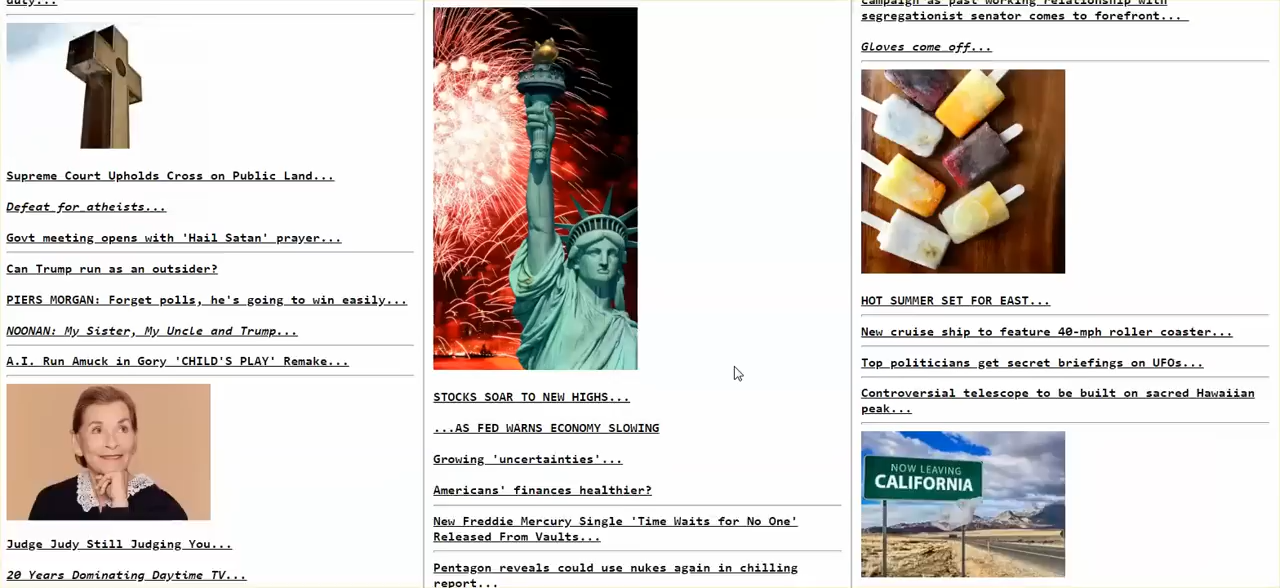 duty...
Supreme Court Upholds Cross on Public Land...
Defeat for atheists...
Govt meeting opens with 'Hail Satan' prayer...
Can Trump run as an outsider?
PIERS MORGAN: Forget polls, he's going to win easily...
NOONAN: My Sister, My Uncle and Trump...
A.I. Run Amuck in Gory 'CHILD'S PLAY' Remake...
Judge Judy Still Judging You...
20 Years Dominating Daytime TV...
STOCKS SOAR TO NEW HIGHS...
...AS FED WARNS ECONOMY SLOWING
Growing 'uncertainties'...
Americans' finances healthier?
New Freddie Mercury Single 'Time Waits for No One'
Released From Vaults...
Pentagon reveals could use nukes again in chilling
report...
campaign as past working relationship with
segregationist senator comes to forefront...
Gloves come off...
HOT SUMMER SET FOR EAST...
New cruise ship to feature 40-mph roller coaster...
Top politicians get secret briefings on UFOs...
Controversial telescope to be built on sacred Hawaiian
peak...
NOW LEAVING
CALIFORNIA